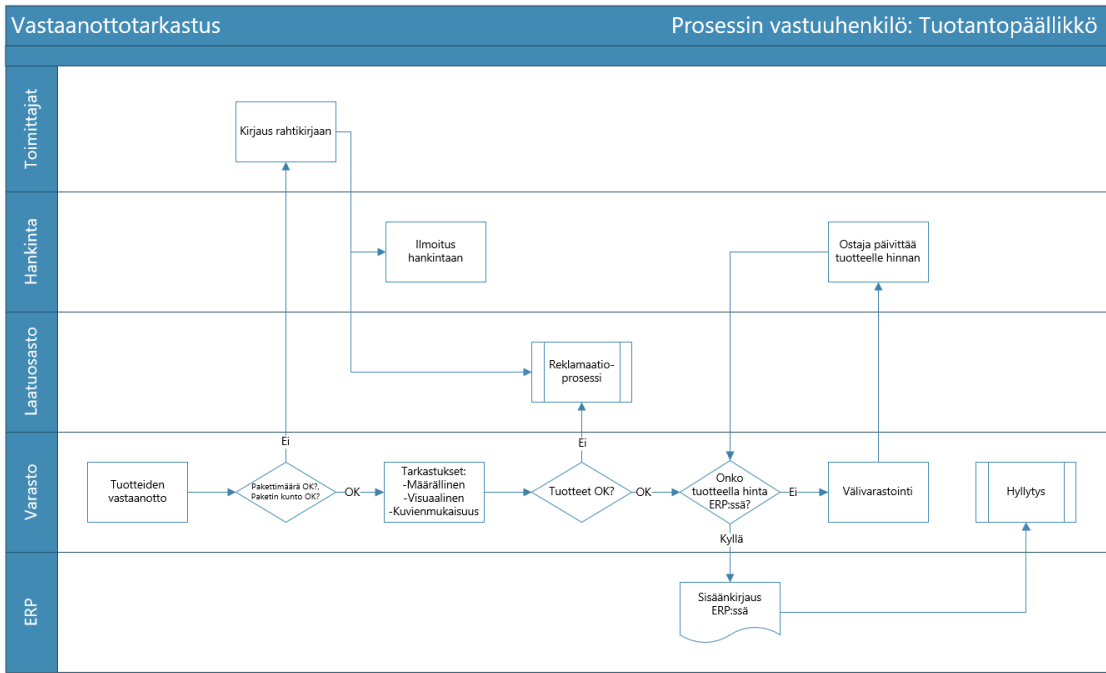 Vastaanottotarkastus
Prosessin vastuuhenkilö: Tuotantopäällikkö
Toimittajat
Kirjaus rahtikirjaan
Hankinta
Ilmoitus
hankintaan
Ostaja päivittää
tuotteelle hinnan
Laatuosasto
Reklamaatio-
prosessi
Varasto
Ei
Ei
Tuotteiden
vastaanotto
Pakettimäärä OK?,
Paketin kunto OK?
OK
Tarkastukset:
-Määrällinen
-Visuaalinen
-Kuvienmukaisuus
Tuotteet OK?
OK
Onko
tuotteella hinta
ERP:ssä?
Ei
Välivarastointi
Hyllytys
Kyllä
ERP
Sisäänkirjaus
ERP:ssä